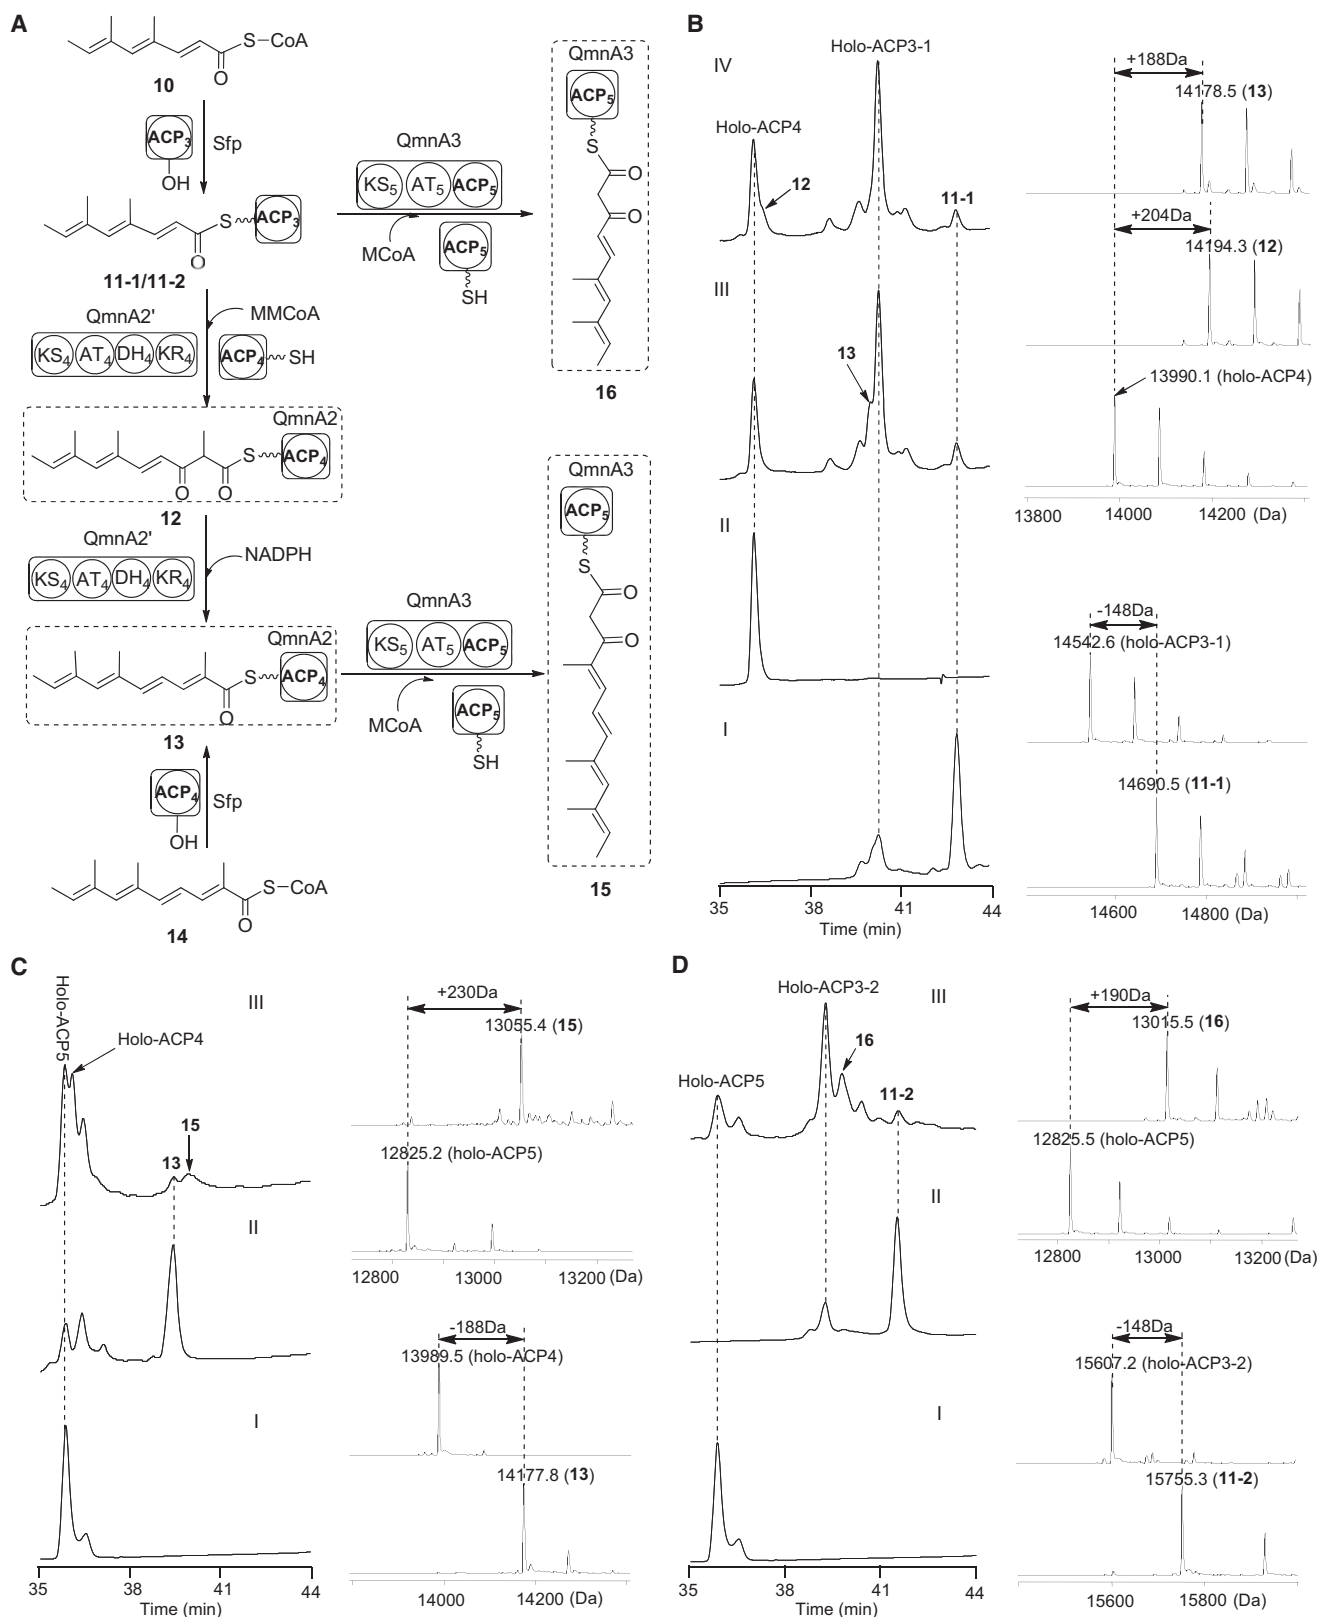 A
S–CoA
O
10
ACP3
OH
Sfp
S
ACP3
O
11-1/11-2
QmnA3
KS5 AT5 ACP5
MCoA
ACP5
SH
QmnA3
ACP5
S
O
O
16
QmnA2'
KS4 AT4 DH4 KR4
MMCoA
ACP4 SH
QmnA2
S ACP4
O O
12
QmnA2'
KS4 AT4 DH4 KR4
NADPH
QmnA2
S ACP4
O
13
QmnA3
KS5 AT5 ACP5
MCoA
ACP5
SH
QmnA3
ACP5
S
O
O
15
ACP4
OH
Sfp
S–CoA
O
14
B
IV
Holo-ACP3-1
Holo-ACP4
12
11-1
III
13
II
I
35 38 41 44
Time (min)
+188Da
14178.5 (13)
+204Da
14194.3 (12)
13990.1 (holo-ACP4)
13800 14000 14200 (Da)
-148Da
14542.6 (holo-ACP3-1)
14690.5 (11-1)
14600 14800 (Da)
C
Holo-ACP5
III
Holo-ACP4
13
15
II
I
35 38 41 44
Time (min)
+230Da
13055.4 (15)
12825.2 (holo-ACP5)
12800 13000 13200 (Da)
-188Da
13989.5 (holo-ACP4)
14177.8 (13)
14000 14200 (Da)
D
Holo-ACP3-2
III
16
Holo-ACP5
11-2
II
I
35 38 41 44
Time (min)
+190Da
13015.5 (16)
12825.5 (holo-ACP5)
12800 13000 13200 (Da)
-148Da
15607.2 (holo-ACP3-2)
15755.3 (11-2)
15600 15800 (Da)